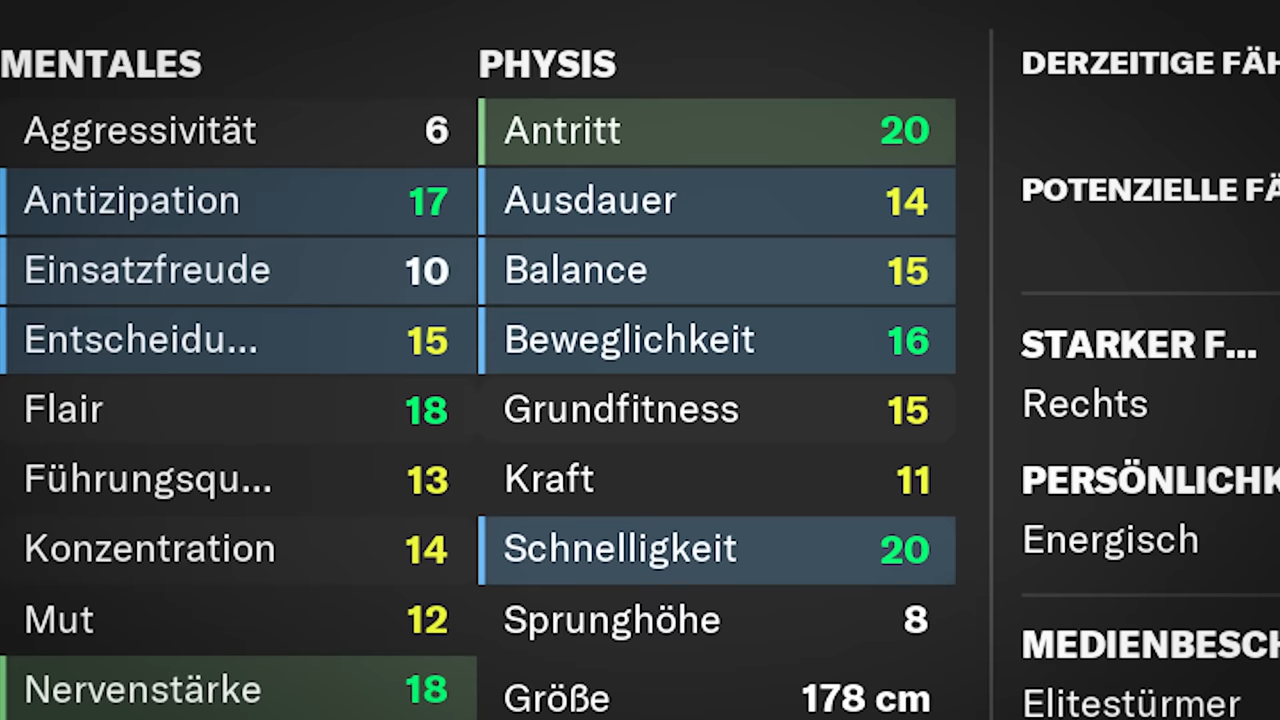 MENTALES
Aggressivität 6
Antizipation 17
Einsatzfreude 10
Entscheidu... 15
Flair 18
Führungsqu... 13
Konzentration 14
Mut 12
Nervenstärke 18
PHYSIS
Antritt 20
Ausdauer 14
Balance 15
Beweglichkeit 16
Grundfitness 15
Kraft 11
Schnelligkeit 20
Sprunghöhe 8
Größe 178 cm
DERZEITIGE FÄH
POTENZIELLE FÄ
STARKER F...
Rechts
PERSÖNLICHK
Energisch
MEDIENBESCH
Elitestürmer